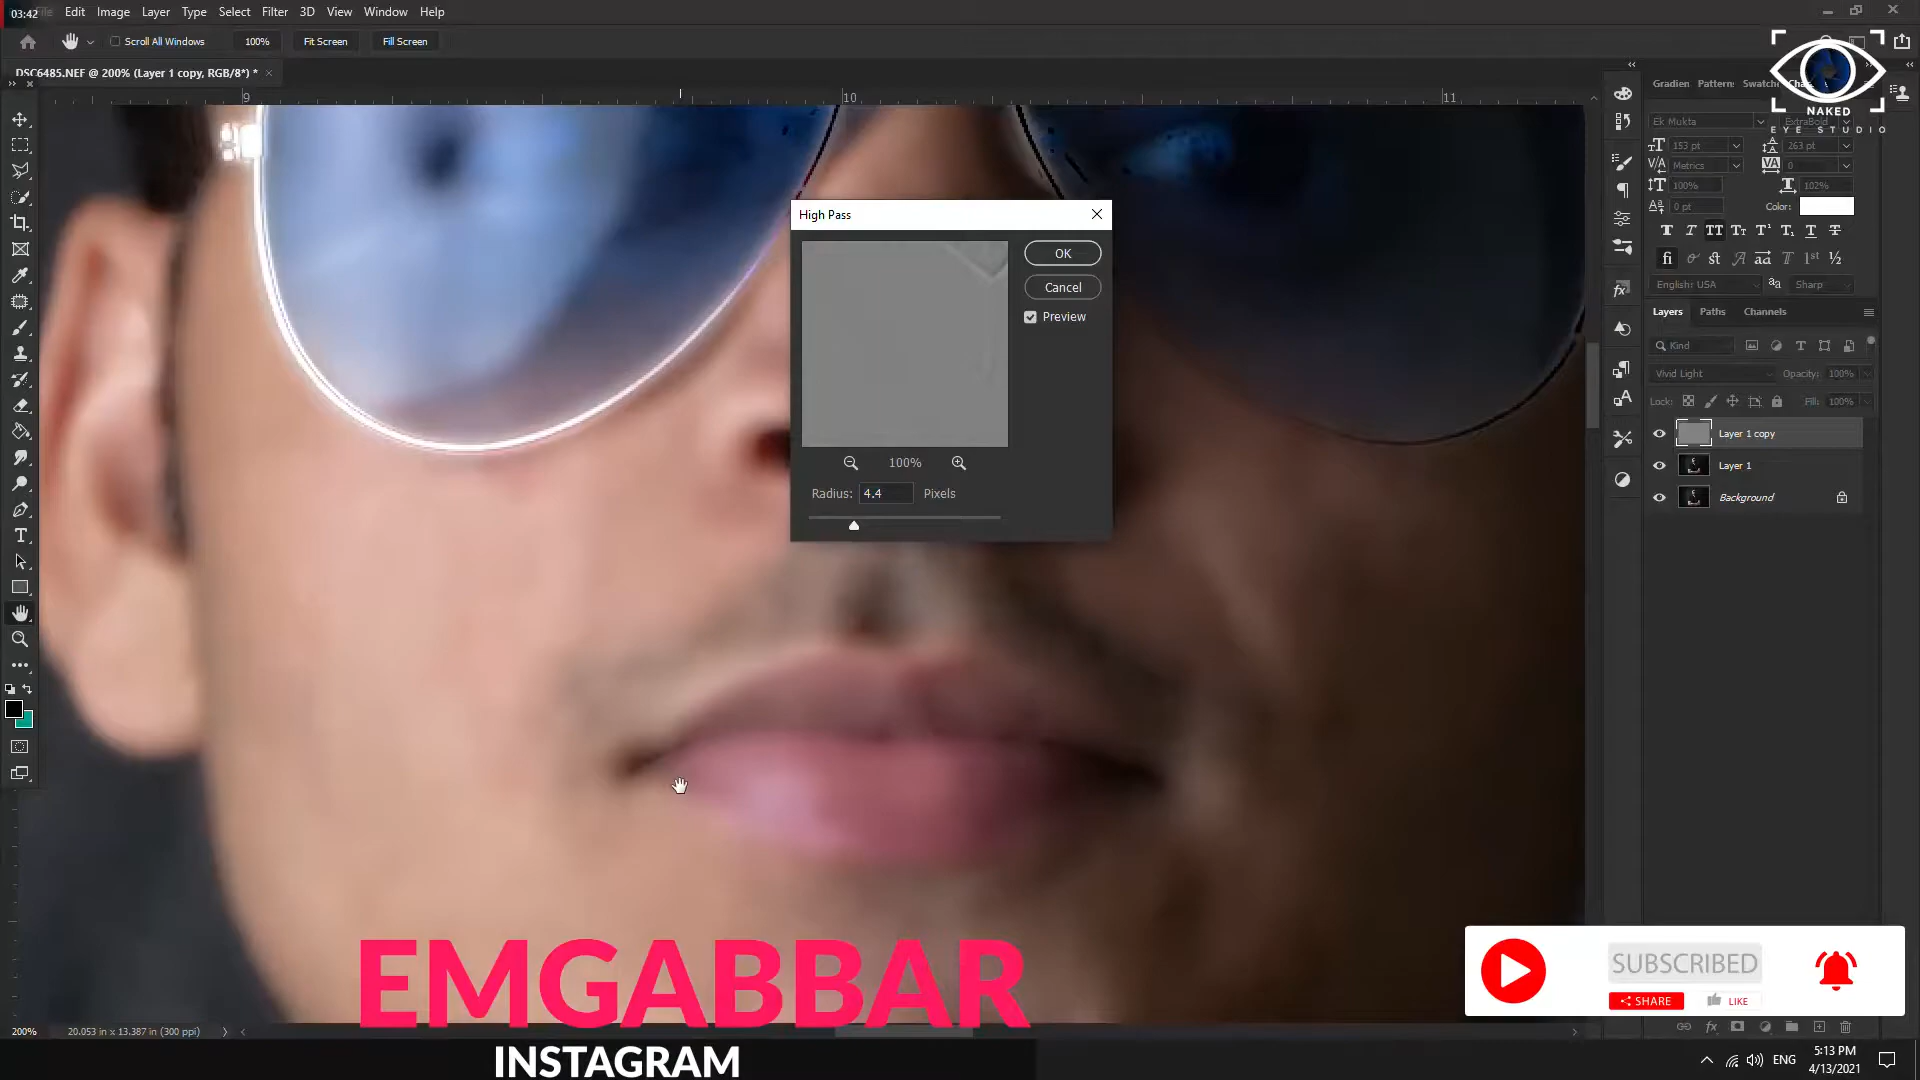 03:42
File Edit Image Layer Type Select Filter 3D View Window Help
Scroll All Windows 100% Fit Screen Fill Screen
DSC6485.NEF @ 200% (Layer 1 copy, RGB/8*) *
9 10 11
NAKED
EYE STUDIO
Gradien Pattern Swatch Cha
Ek Mukta ExtraBold
153 pt 263 pt
Metrics 0
100% 102%
0 pt Color:
English: USA Sharp
High Pass
OK
Cancel
Preview
100%
Radius: 4.4 Pixels
Layers Paths Channels
Kind
Vivid Light Opacity: 100%
Lock: Fill: 100%
Layer 1 copy
Layer 1
Background
EMGABBAR
INSTAGRAM
SUBSCRIBED
SHARE LIKE
200% 20.053 in x 13.387 in (300 ppi)
ENG 5:13 PM
4/13/2021